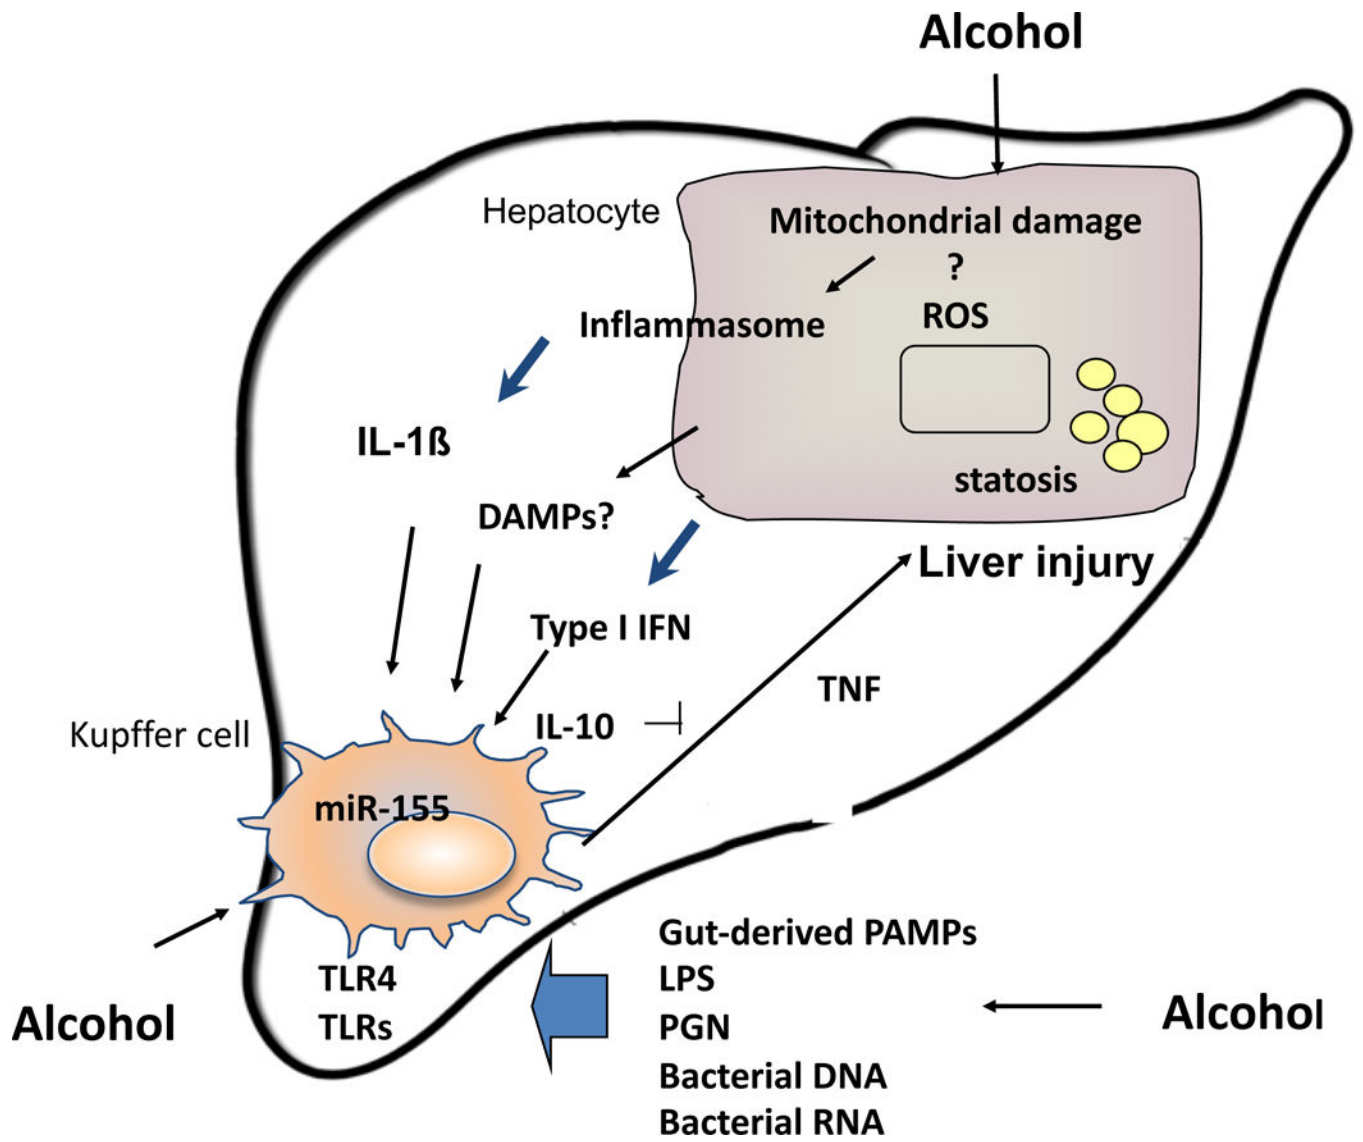 Alcohol
Hepatocyte
Mitochondrial damage
?
ROS
Inflammasome
IL-1ß
statosis
DAMPs?
Liver injury
Type I IFN
TNF
IL-10
Kupffer cell
miR-155
Gut-derived PAMPs
TLR4
LPS
TLRs
PGN
Alcohol
Alcohol
Bacterial DNA
Bacterial RNA